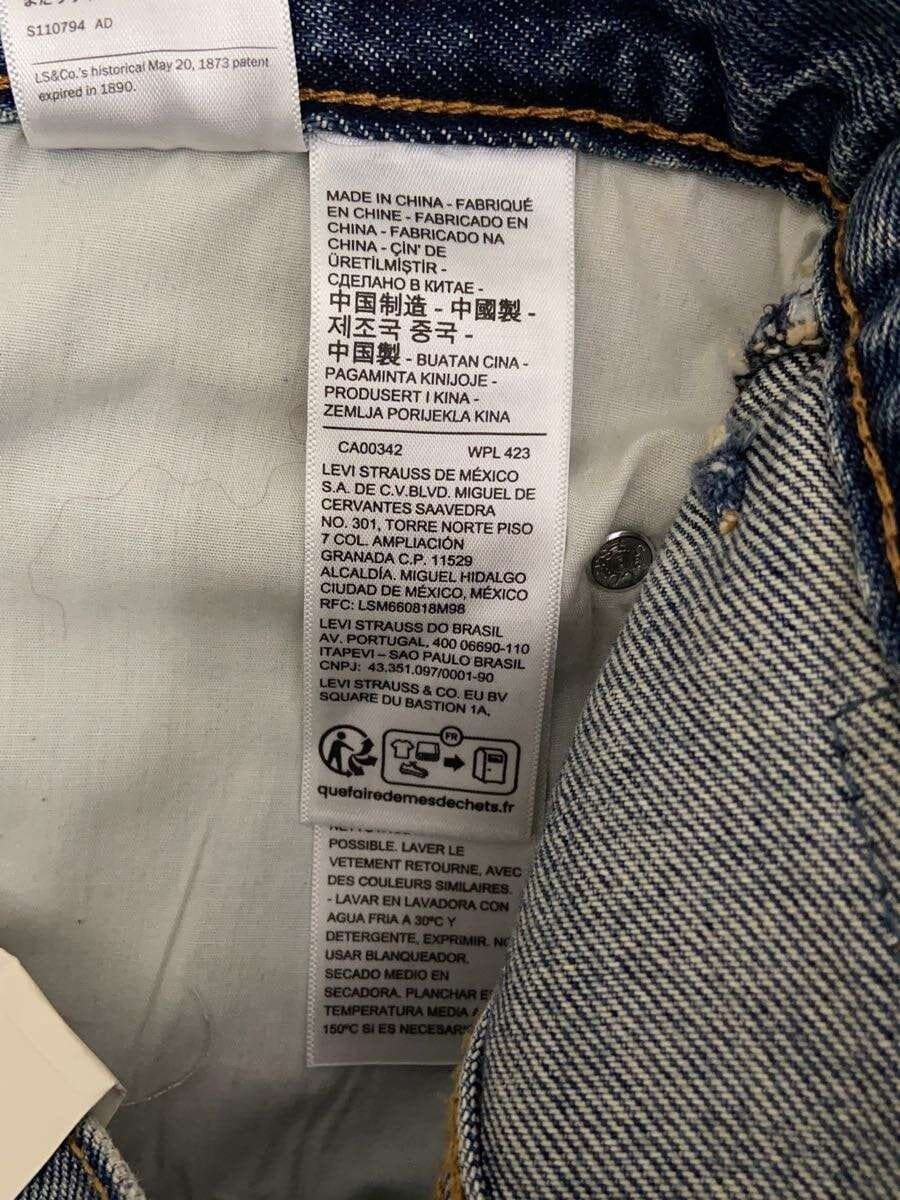 S110794 AD
LS&Co.'s historical May 20, 1873 patent
expired in 1890.
MADE IN CHINA - FABRIQUÉ
EN CHINE - FABRICADO EN
CHINA - FABRICADO NA
CHINA - ÇİN' DE
ÜRETİLMİŞTİR -
СДЕЛАНО В КИТАЕ -
中国制造 - 中國製 -
제조국 중국 -
中国製 - BUATAN CINA -
PAGAMINTA KINIJOJE -
PRODUSERT I KINA -
ZEMLJA PORIJEKLA KINA
CA00342 WPL 423
LEVI STRAUSS DE MÉXICO
S.A. DE C.V.BLVD. MIGUEL DE
CERVANTES SAAVEDRA
NO. 301, TORRE NORTE PISO
7 COL. AMPLIACIÓN
GRANADA C.P. 11529
ALCALDÍA. MIGUEL HIDALGO
CIUDAD DE MÉXICO, MÉXICO
RFC: LSM660818M98
LEVI STRAUSS DO BRASIL
AV. PORTUGAL, 400 06690-110
ITAPEVI – SAO PAULO BRASIL
CNPJ: 43.351.097/0001-90
LEVI STRAUSS & CO. EU BV
SQUARE DU BASTION 1A,
FR
quefairedemesdechets.fr
POSSIBLE. LAVER LE
VETEMENT RETOURNE, AVEC
DES COULEURS SIMILAIRES.
- LAVAR EN LAVADORA CON
AGUA FRIA A 30ºC Y
DETERGENTE, EXPRIMIR. NO
USAR BLANQUEADOR.
SECADO MEDIO EN
SECADORA. PLANCHAR
TEMPERATURA MEDIA A
150ºC SI ES